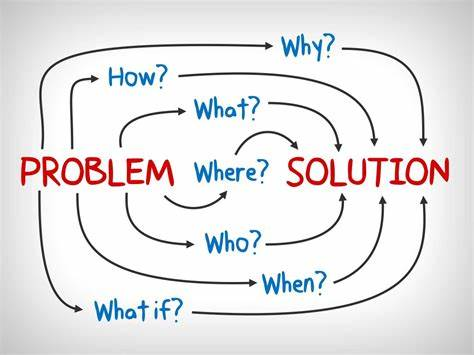 Why?
How?
What?
PROBLEM Where? SOLUTION
Who?
When?
What if?